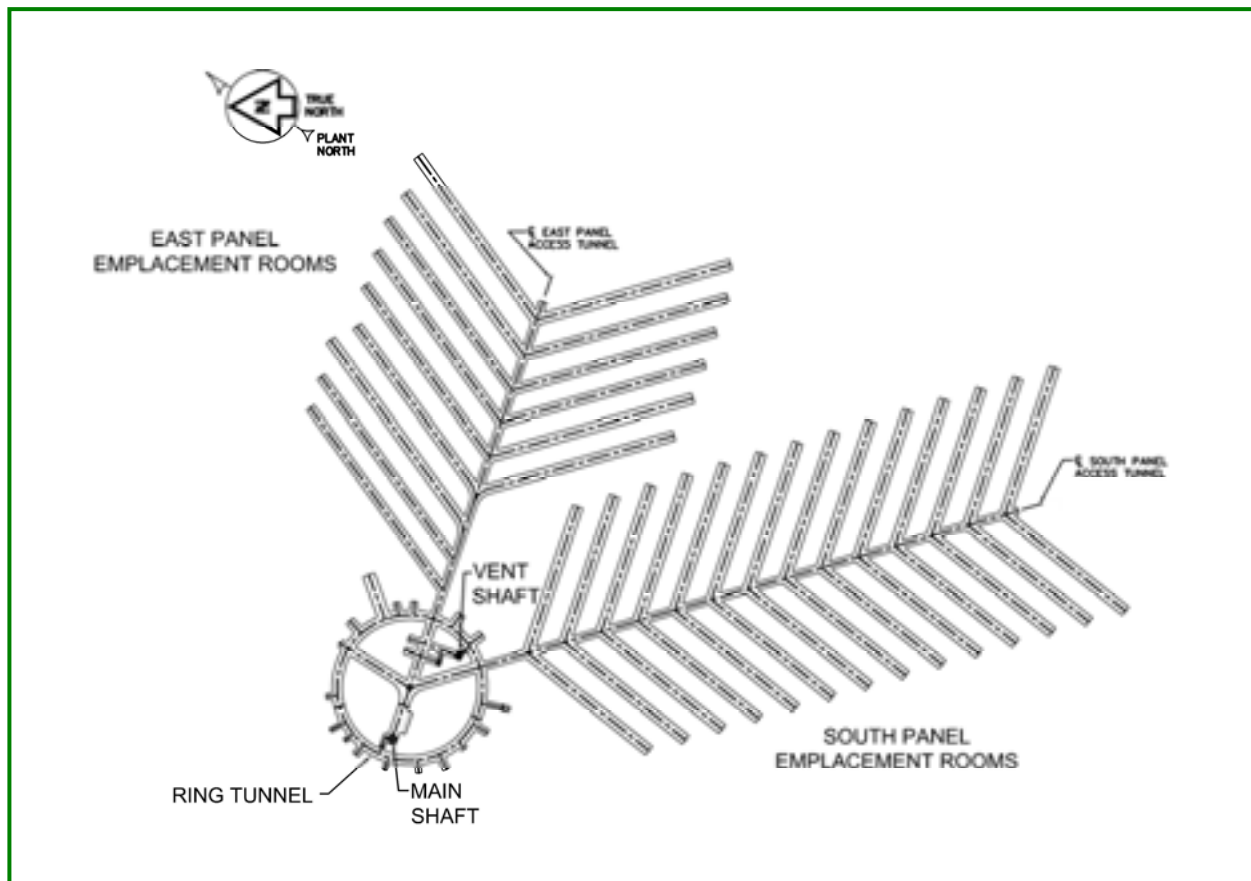 N
TRUE
NORTH
PLANT
NORTH
EAST PANEL
EMPLACEMENT ROOMS
℄ EAST PANEL
ACCESS TUNNEL
℄ SOUTH PANEL
ACCESS TUNNEL
VENT
SHAFT
SOUTH PANEL
EMPLACEMENT ROOMS
RING TUNNEL
MAIN
SHAFT